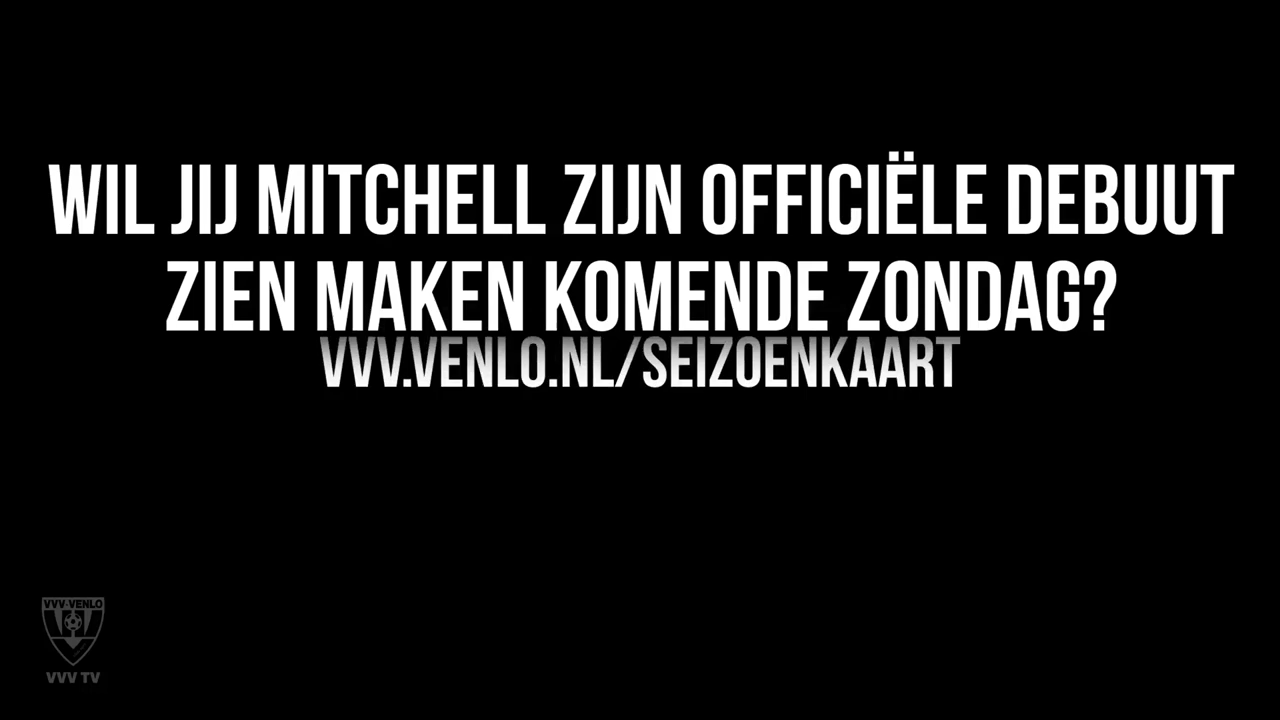 WIL JIJ MITCHELL ZIJN OFFICIËLE DEBUUT
ZIEN MAKEN KOMENDE ZONDAG?
VVV.VENLO.NL/SEIZOENKAART
VVV-VENLO
VVV TV